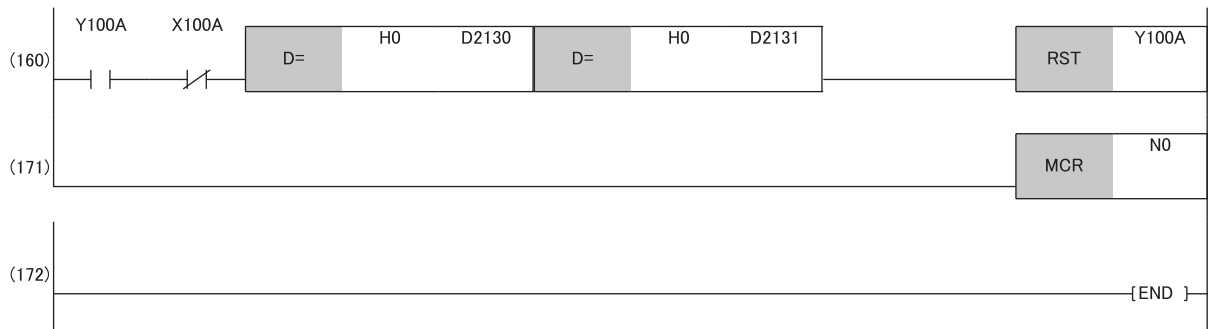 Y100A X100A
(160) D= H0 D2130 D= H0 D2131 RST Y100A
(171) MCR N0
(172) [END ]